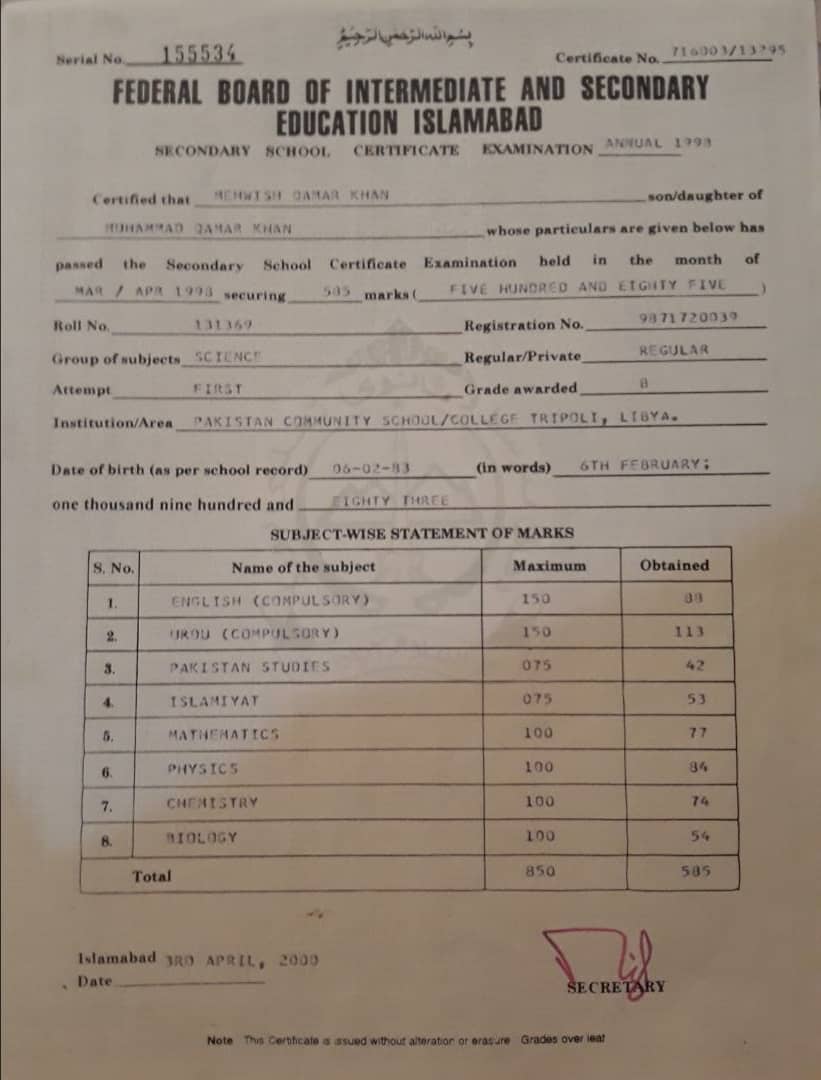 بِسْمِ اللهِ الرَّحْمٰنِ الرَّحِيْمِ
Serial No. 155534 Certificate No.
FEDERAL BOARD OF INTERMEDIATE AND SECONDARY
EDUCATION ISLAMABAD
SECONDARY SCHOOL CERTIFICATE EXAMINATION ANNUAL 1998
Certified that MEHWISH QAMAR KHAN son/daughter of
MUHAMMAD QAMAR KHAN whose particulars are given below has
passed the Secondary School Certificate Examination held in the month of
MAR / APR 1998 securing 585 marks ( FIVE HUNDRED AND EIGHTY FIVE )
Roll No. 131369 Registration No. 9871720039
Group of subjects SCIENCE Regular/Private REGULAR
Attempt FIRST Grade awarded B
Institution/Area PAKISTAN COMMUNITY SCHOOL/COLLEGE TRIPOLI, LIBYA.
Date of birth (as per school record) 06-02-83 (in words) 6TH FEBRUARY;
one thousand nine hundred and EIGHTY THREE
SUBJECT-WISE STATEMENT OF MARKS
S. No. Name of the subject Maximum Obtained
1. ENGLISH (COMPULSORY) 150 88
2. URDU (COMPULSORY) 150 113
3. PAKISTAN STUDIES 075 42
4. ISLAMIYAT 075 53
5. MATHEMATICS 100 77
6. PHYSICS 100 84
7. CHEMISTRY 100 74
8. BIOLOGY 100 54
Total 850 585
Islamabad 3RD APRIL, 2000
Date
SECRETARY
Note This Certificate is issued without alteration or erasure Grades over leaf